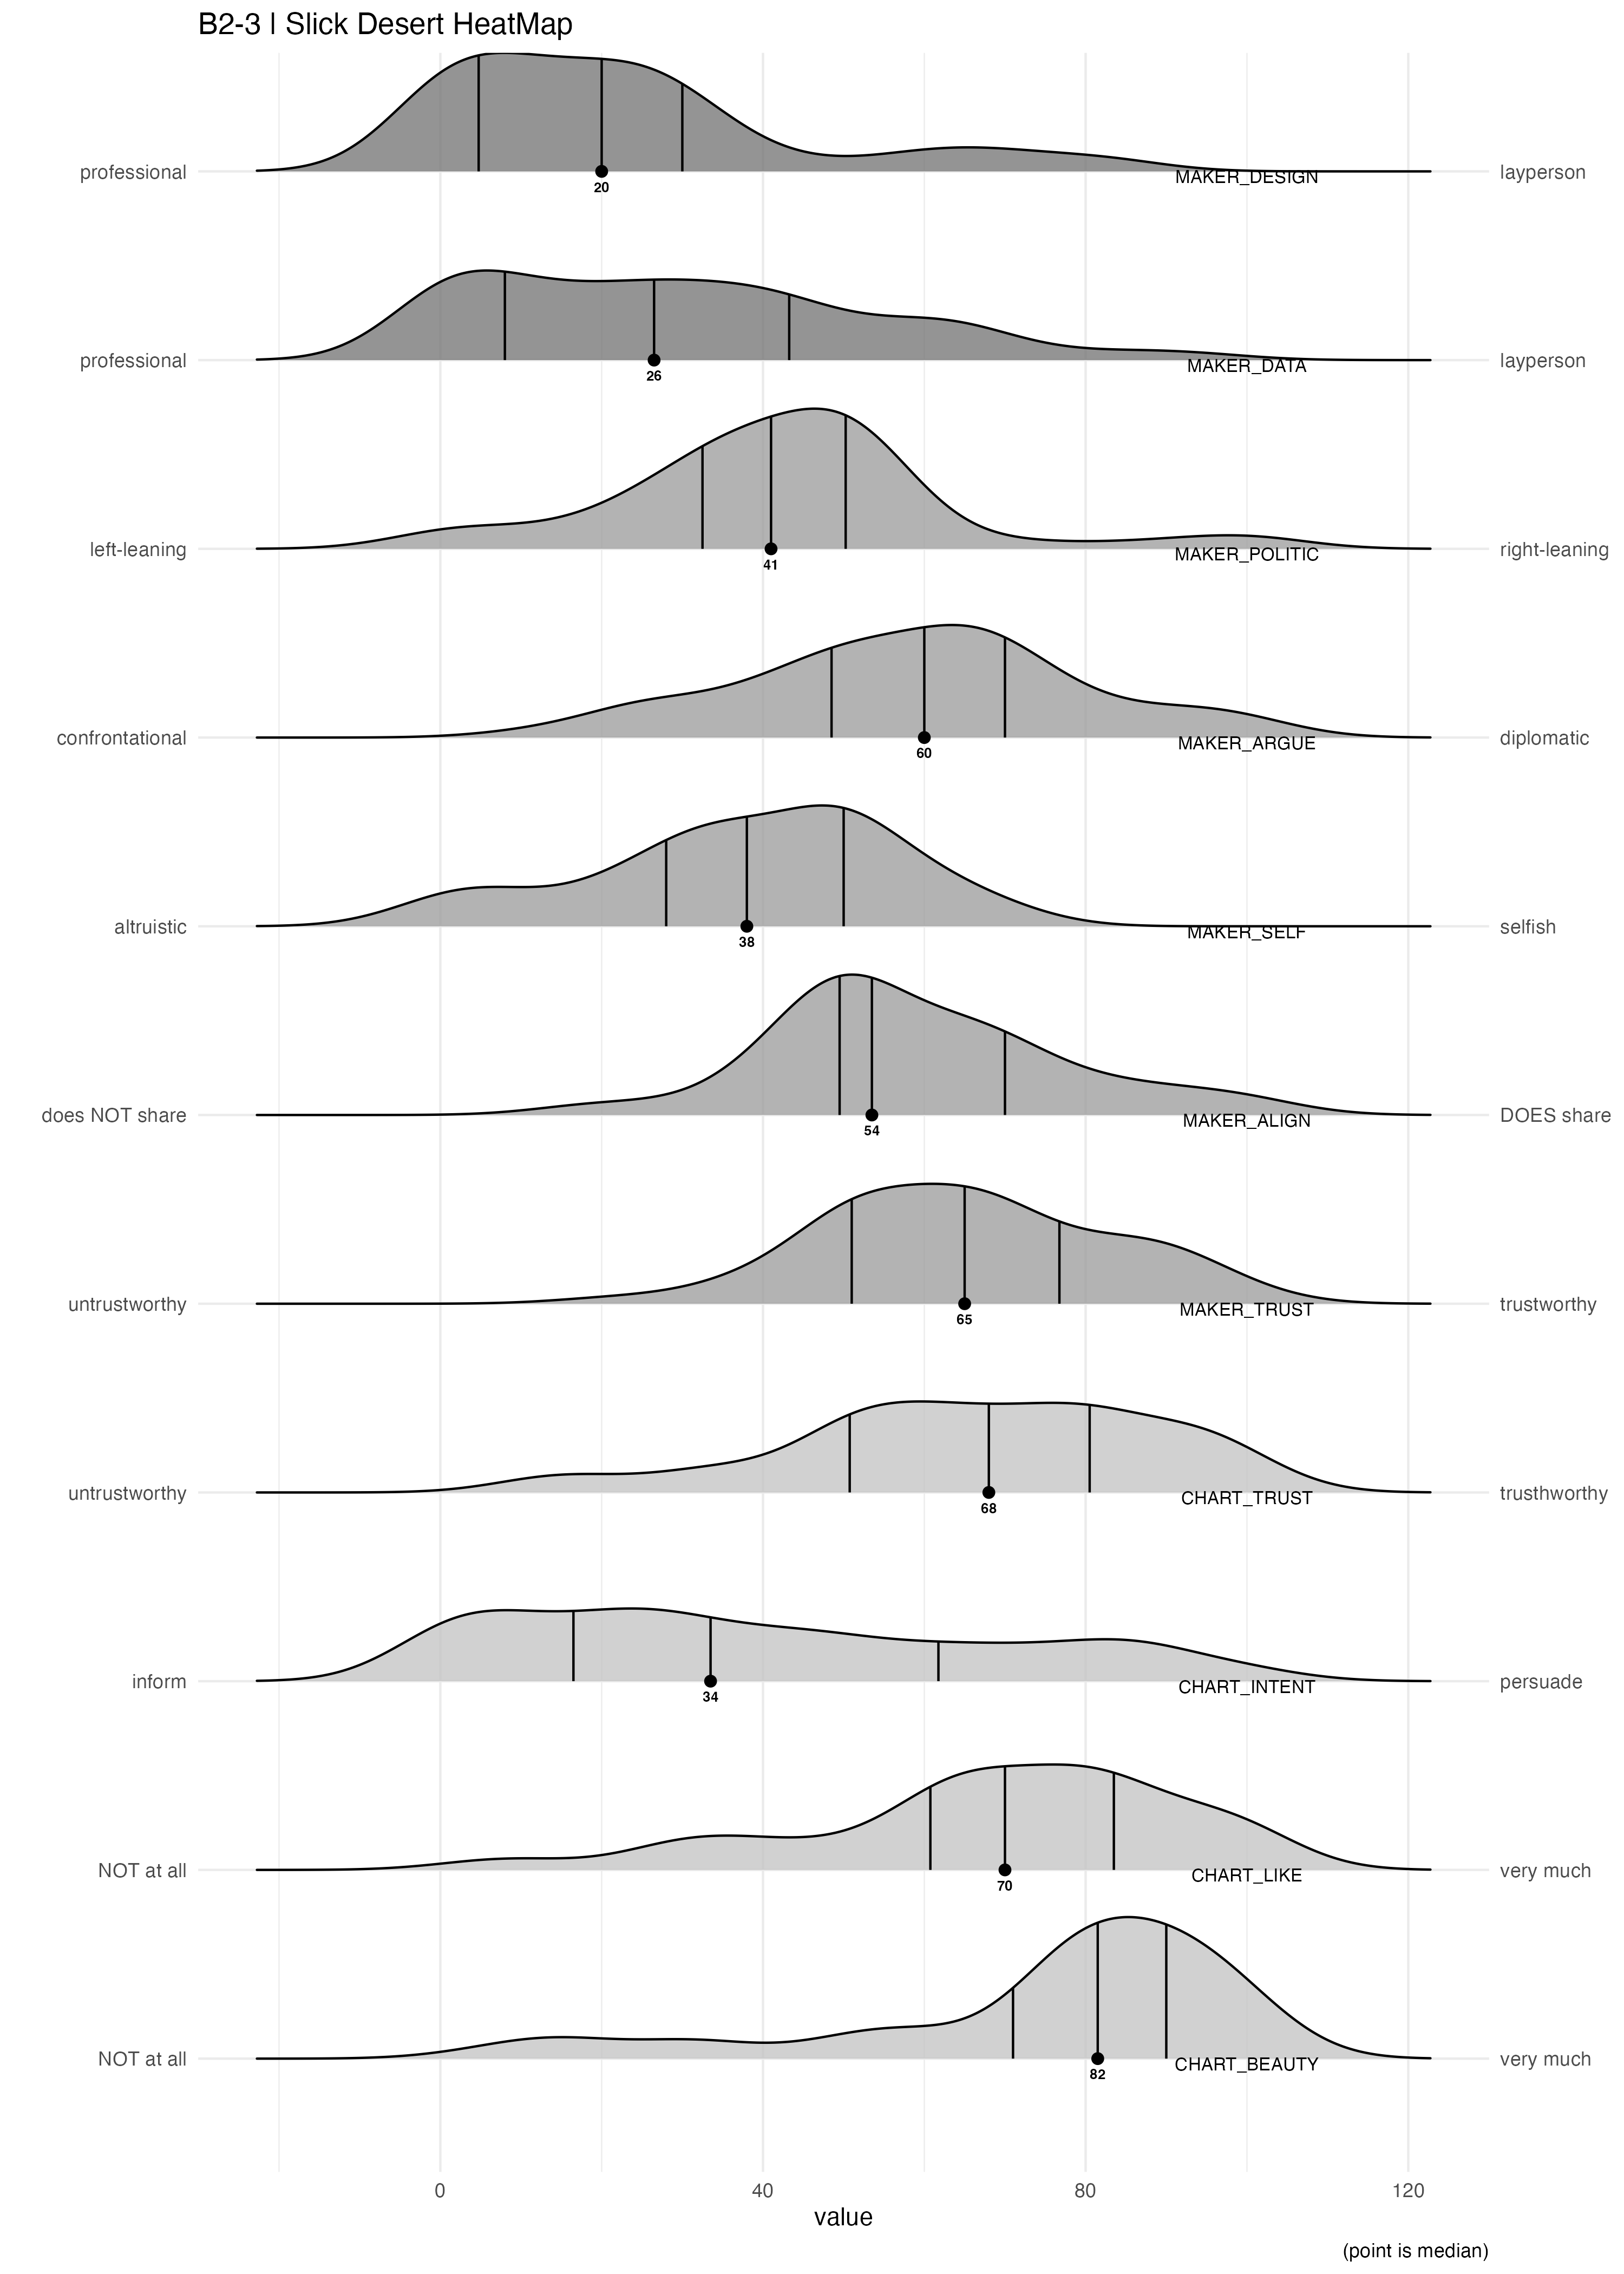 B2-3 | Slick Desert HeatMap
professional
layperson
MAKER_DESIGN
20
professional
layperson
MAKER_DATA
26
left-leaning
right-leaning
MAKER_POLITIC
41
confrontational
diplomatic
MAKER_ARGUE
60
altruistic
selfish
MAKER_SELF
38
does NOT share
DOES share
MAKER_ALIGN
54
untrustworthy
trustworthy
MAKER_TRUST
65
untrustworthy
trusthworthy
CHART_TRUST
68
inform
persuade
CHART_INTENT
34
NOT at all
very much
CHART_LIKE
70
NOT at all
very much
CHART_BEAUTY
82
0 40 80 120
value
(point is median)